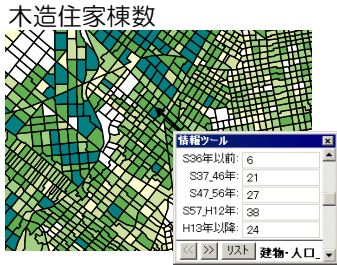 木造住家棟数
情報ツール
S36年以前: 6
S37_46年: 21
S47_56年: 27
S57_H12年: 38
H13年以降: 24
<< >> リスト 建物・人口_